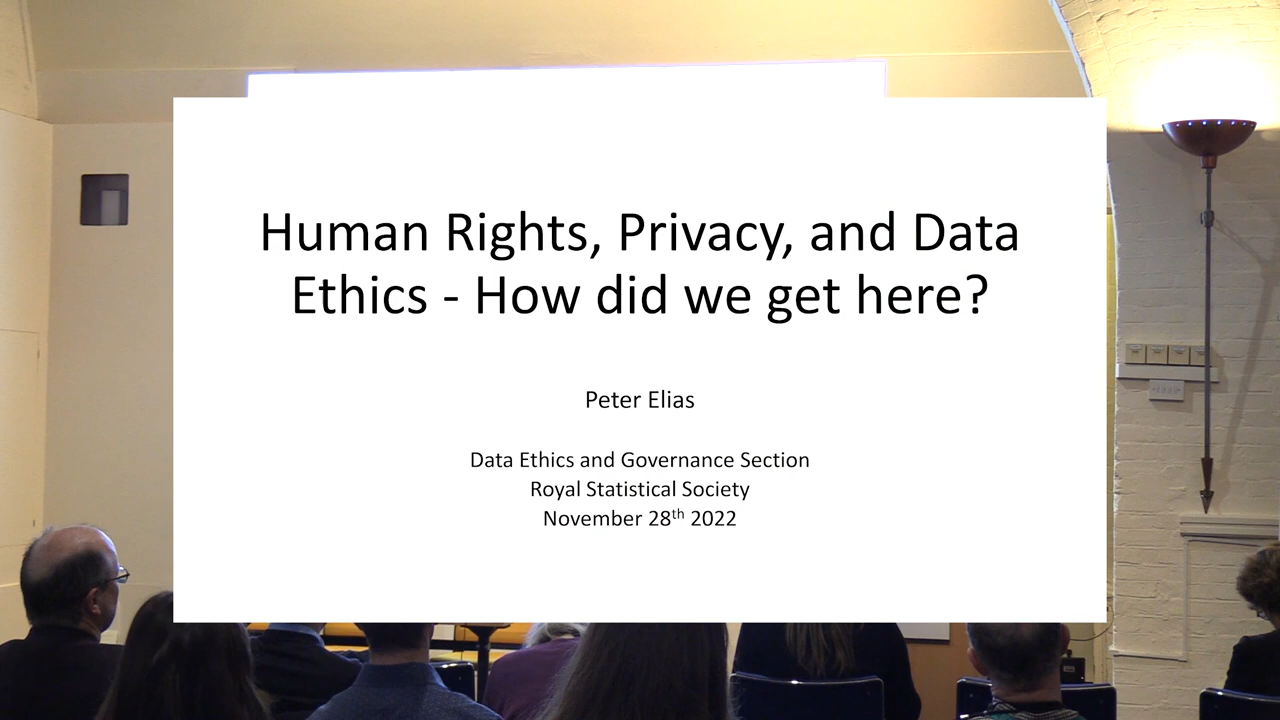 Human Rights, Privacy, and Data
Ethics - How did we get here?
Peter Elias
Data Ethics and Governance Section
Royal Statistical Society
November 28th 2022